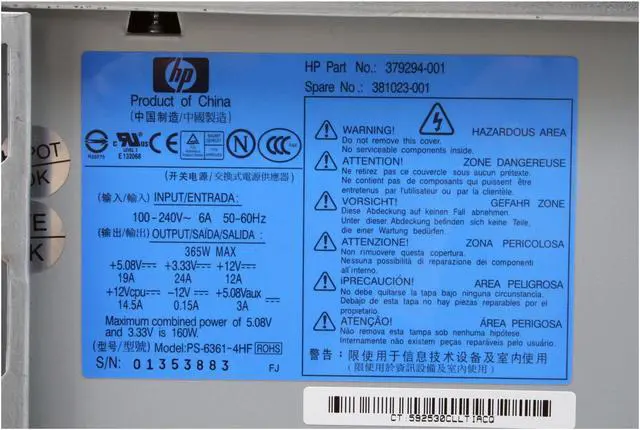 POT
OK
E
K
hp
Product of China
(中国制造/中國製造)
R33275
LEVEL 3
E 132068
N
CCC
(开关电源/交換式電源供應器)
(输入/輸入) INPUT/ENTRADA:
100-240V~ 6A 50-60Hz
(输出/輸出) OUTPUT/SAÍDA/SALIDA:
365W MAX
+5.08V +3.33V +12V
19A 24A 12A
+12Vcpu -12V +5.08Vaux
14.5A 0.15A 3A
Maximum combined power of 5.08V
and 3.33V is 160W.
(型号/型號) Model:PS-6361-4HF ROHS
S/N: 01353883 FJ
HP Part No.: 379294-001
Spare No.: 381023-001
WARNING! HAZARDOUS AREA
Do not remove this cover.
No serviceable components inside.
ATTENTION! ZONE DANGEREUSE
Ne retirez pas ce couvercle sous aucun prétexte.
Ne contient pas de composants qui puissent être
entretenus par l'utilisateur ou par la clientèle.
VORSICHT! GEFAHR ZONE
Diese Abdeckung auf keinen Fall abnehmen.
Unter dieser Abdeckung befinden sich keine Teile,
die einer Wartung bedürfen.
ATTENZIONE! ZONA PERICOLOSA
Non rimuovere questa copertura.
Nessuna possibilità di reparazione dei componenti
all'interno.
¡PRECAUCIÓN! ÁREA PELIGROSA
No debe quitarse la tapa bajo ninguna circunstancia.
Debajo de tapa no hay piezas reparables por el
propietario.
ATENÇÃO! ÁREA PERIGOSA
Não remova esta tampa sob nenhuma hipótese.
Internamente não existem peças reparáveis pelo usuário.
警告: 限使用于信息技术设备及室内使用
(限使用於資訊設備及室內使用)
CT: 592530CLLTIACQ